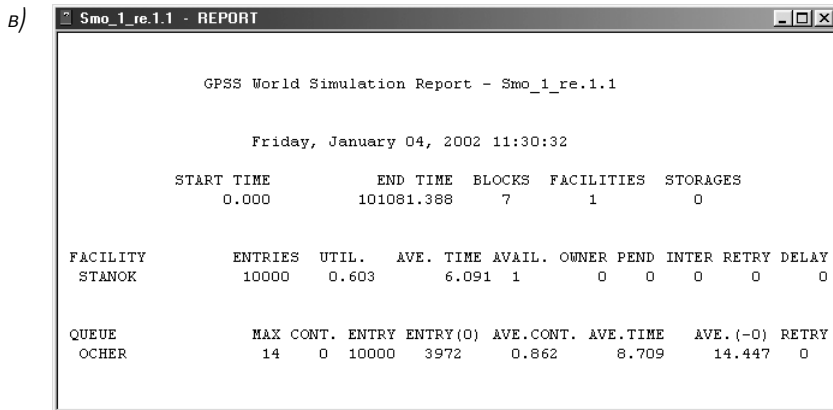 в)
Smo_1_re.1.1 - REPORT
GPSS World Simulation Report - Smo_1_re.1.1
Friday, January 04, 2002 11:30:32
START TIME END TIME BLOCKS FACILITIES STORAGES
0.000 101081.388 7 1 0
FACILITY ENTRIES UTIL. AVE. TIME AVAIL. OWNER PEND INTER RETRY DELAY
STANOK 10000 0.603 6.091 1 0 0 0 0 0
QUEUE MAX CONT. ENTRY ENTRY(0) AVE.CONT. AVE.TIME AVE.(-0) RETRY
OCHER 14 0 10000 3972 0.862 8.709 14.447 0